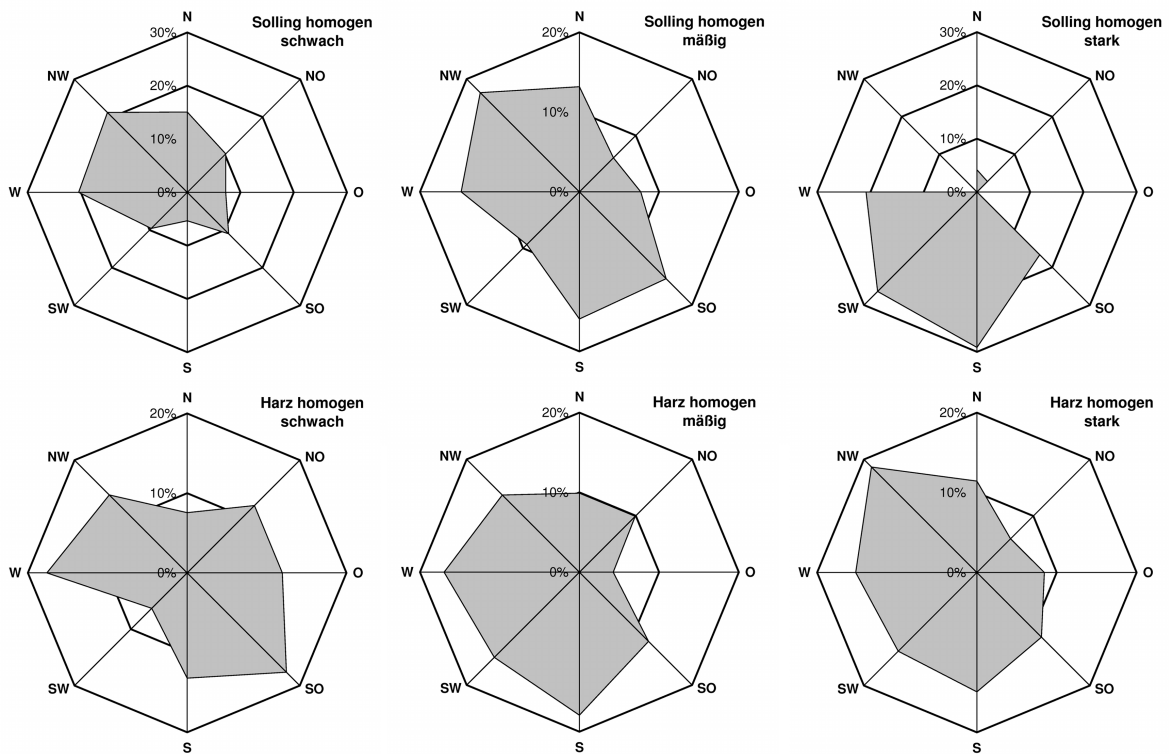 N
Solling homogen
schwach
30%
NW
NO
20%
10%
W
0%
O
SW
SO
S
N
Solling homogen
mäßig
20%
NW
NO
10%
W
0%
O
SW
SO
S
N
Solling homogen
stark
30%
NW
NO
20%
10%
W
0%
O
SW
SO
S
N
Harz homogen
schwach
20%
NW
NO
10%
W
0%
O
SW
SO
S
N
Harz homogen
mäßig
20%
NW
NO
10%
W
0%
O
SW
SO
S
N
Harz homogen
stark
20%
NW
NO
10%
W
0%
O
SW
SO
S